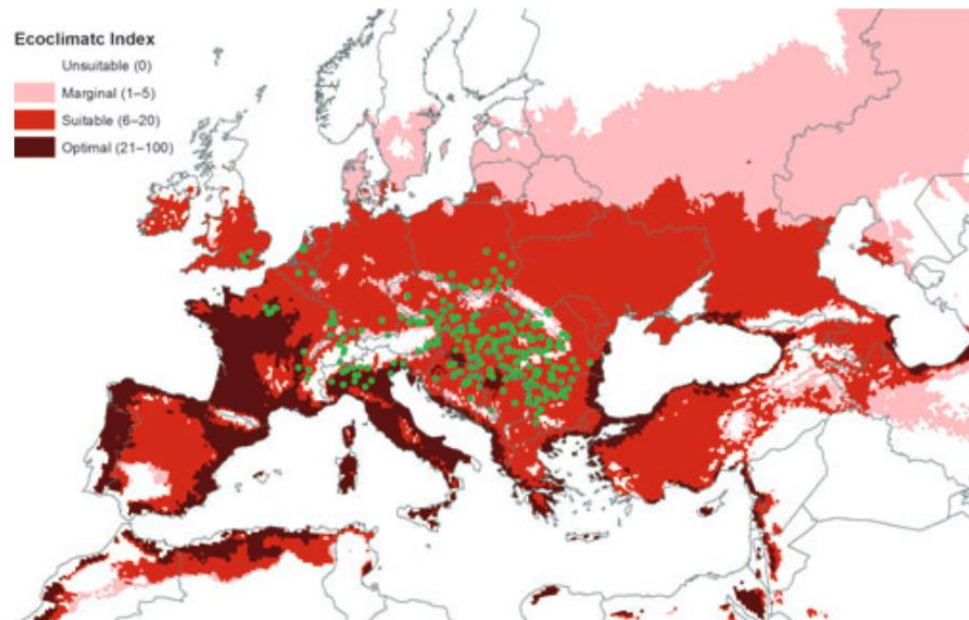 Ecoclimatc Index
Unsuitable (0)
Marginal (1–5)
Suitable (6–20)
Optimal (21–100)